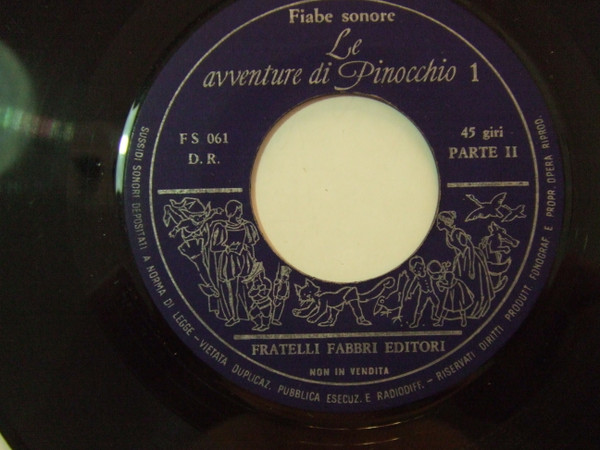 Fiabe sonore
Le
avventure di Pinocchio 1
FS 061
D.R.
45 giri
PARTE II
FRATELLI FABBRI EDITORI
NON IN VENDITA
SUSSIDI SONORI DEPOSITATI A NORMA DI LEGGE - VIETATA DUPLICAZ. PUBBLICA ESECUZ. E RADIODIFF. - RISERVATI DIRITTI PRODUTT. FONOGRAF. E PROPR. OPERA RIPROD.